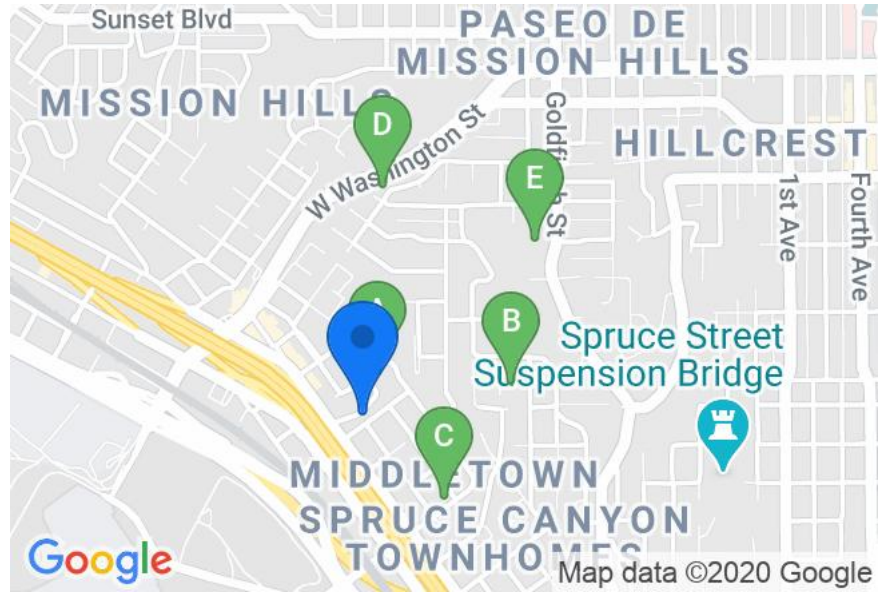 Sunset Blvd
PASEO DE
MISSION HILLS
MISSION HILLS
D
W Washington St
Goldfinch St
HILLCREST
E
1st Ave
Fourth Ave
A
B
Spruce Street
Suspension Bridge
C
MIDDLETOWN
SPRUCE CANYON
TOWNHOMES
Google
Map data ©2020 Google